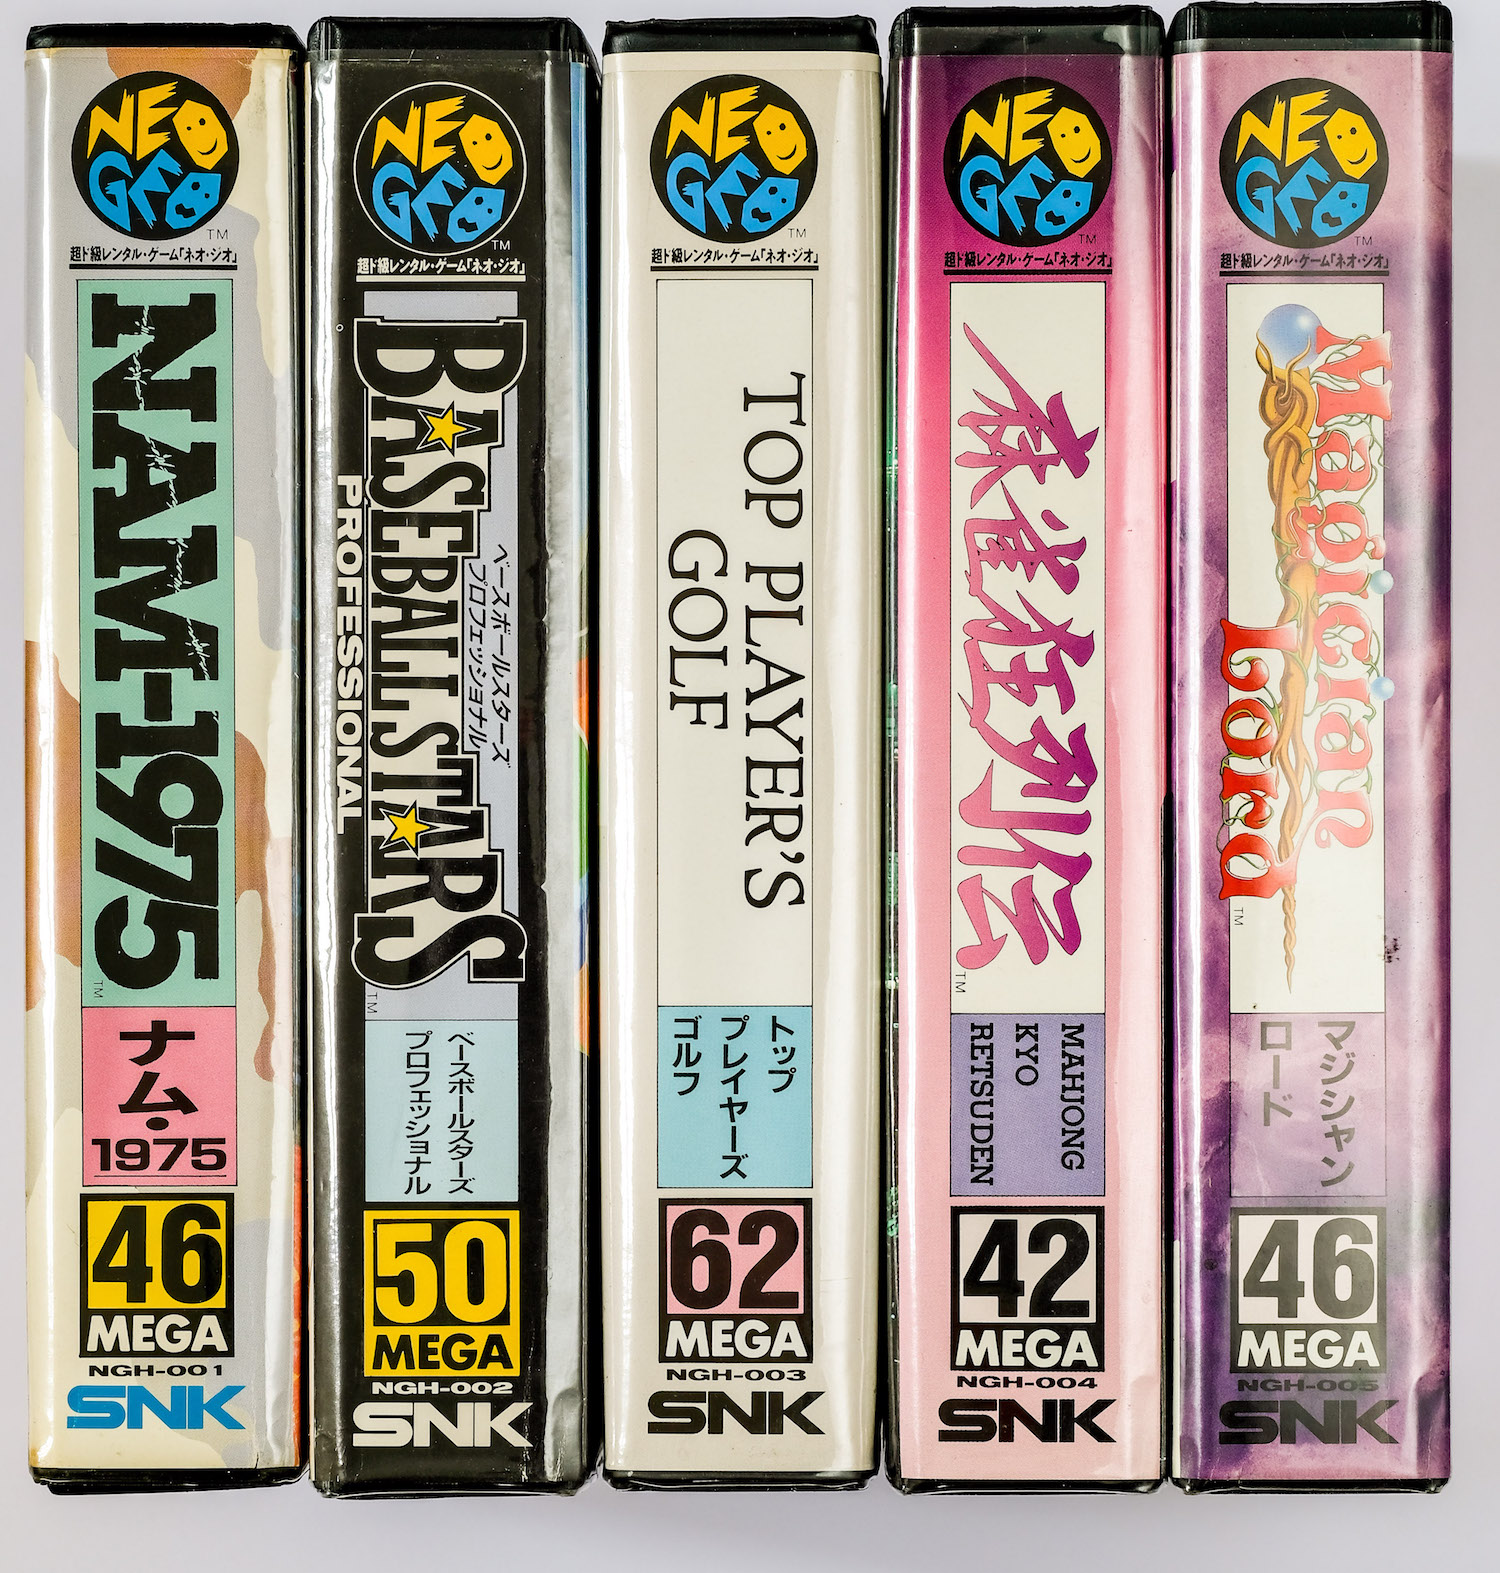 NEO
GEO
TM
超ド級レンタル・ゲーム「ネオ・ジオ」
NAM-1975
TM
ナム・
1975
46
MEGA
NGH-001
SNK
NEO
GEO
TM
超ド級レンタル・ゲーム「ネオ・ジオ」
BASEBALL STARS
PROFESSIONAL
ベースボールスターズ
プロフェッショナル
TM
ベースボールスターズ
プロフェッショナル
50
MEGA
NGH-002
SNK
NEO
GEO
TM
超ド級レンタル・ゲーム「ネオ・ジオ」
TOP PLAYER'S
GOLF
トップ
プレイヤーズ
ゴルフ
62
MEGA
NGH-003
SNK
NEO
GEO
TM
超ド級レンタル・ゲーム「ネオ・ジオ」
麻雀狂列伝
TM
MAHJONG
KYO
RETSUDEN
42
MEGA
NGH-004
SNK
NEO
GEO
TM
超ド級レンタル・ゲーム「ネオ・ジオ」
Magician
Lord
TM
マジシャン
ロード
46
MEGA
NGH-005
SNK